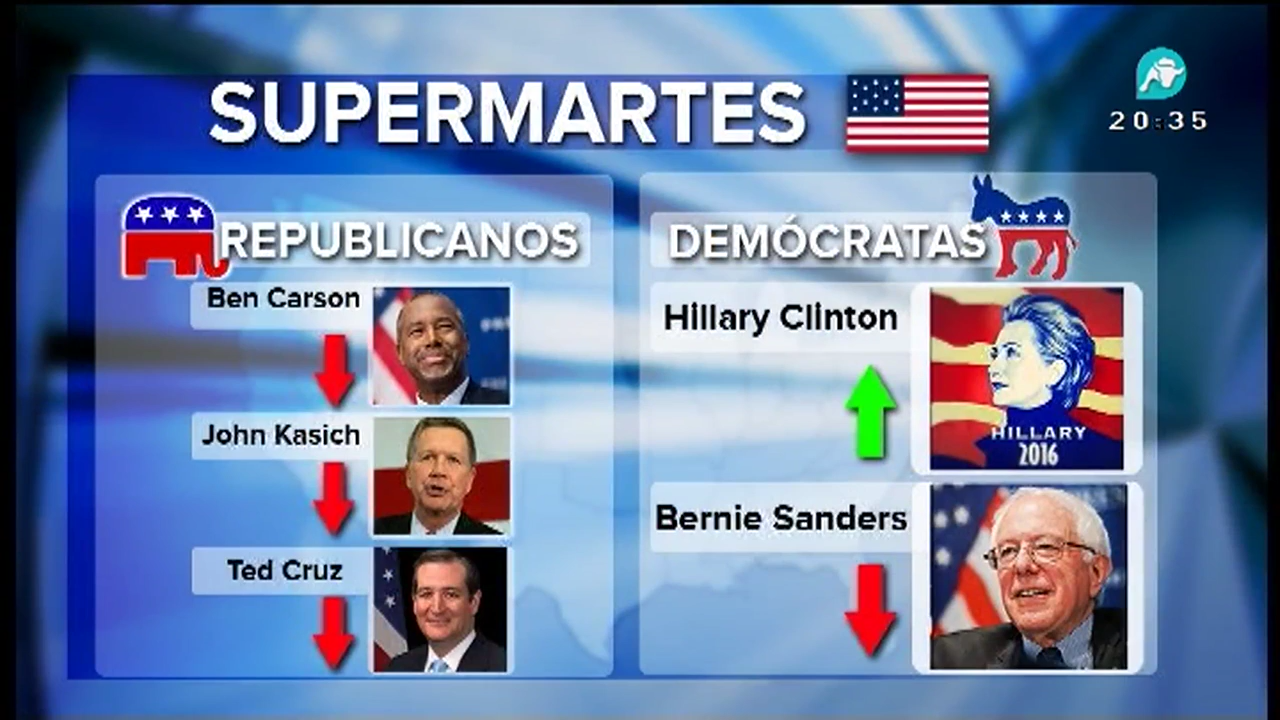 SUPERMARTES
20:35
REPUBLICANOS
Ben Carson
John Kasich
Ted Cruz
DEMÓCRATAS
Hillary Clinton
HILLARY
2016
Bernie Sanders